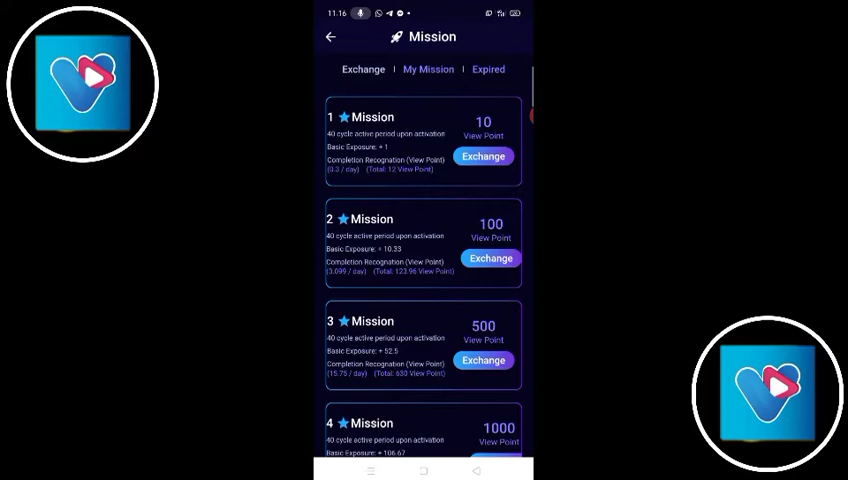 11.16
Mission
Exchange | My Mission | Expired
1 Mission
40 cycle active period upon activation
Basic Exposure: + 1
Completion Recognation (View Point)
(0.3 / day) (Total: 12 View Point)
10
View Point
Exchange
2 Mission
40 cycle active period upon activation
Basic Exposure: + 10.33
Completion Recognation (View Point)
(3.099 / day) (Total: 123.96 View Point)
100
View Point
Exchange
3 Mission
40 cycle active period upon activation
Basic Exposure: + 52.5
Completion Recognation (View Point)
(15.75 / day) (Total: 630 View Point)
500
View Point
Exchange
4 Mission
40 cycle active period upon activation
Basic Exposure: + 106.67
1000
View Point